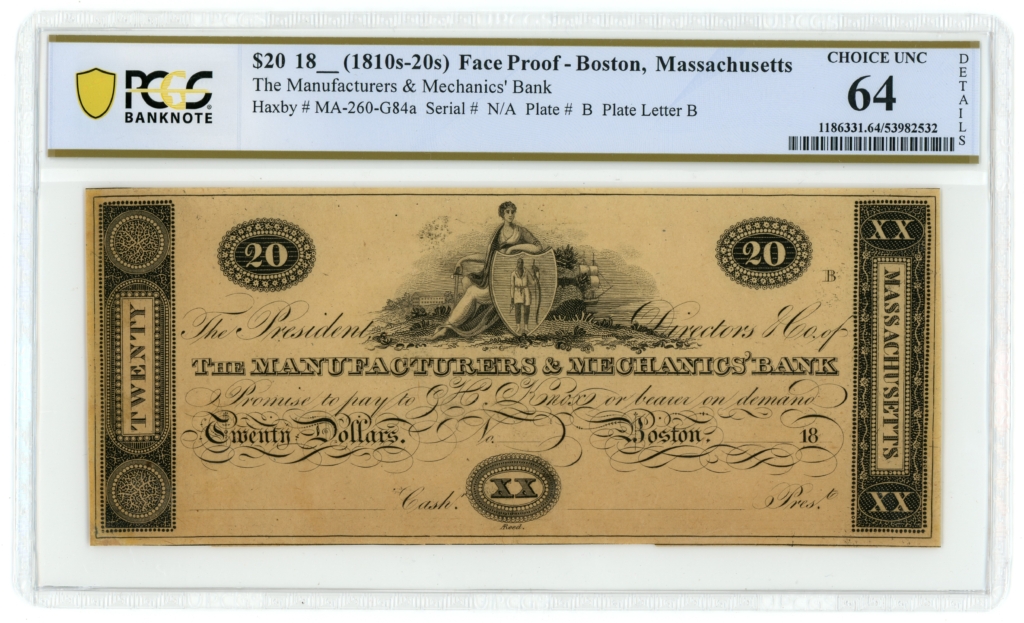 PCGS
BANKNOTE
$20 18__ (1810s-20s) Face Proof - Boston, Massachusetts
The Manufacturers & Mechanics' Bank
Haxby # MA-260-G84a Serial # N/A Plate # B Plate Letter B
CHOICE UNC
64
1186331.64/53982532
DETAILS
20
20
B
XX
TWENTY
MASSACHUSETTS
XX
The President Directors & Co. of
THE MANUFACTURERS & MECHANICS' BANK
Promise to pay to H. Knox or bearer on demand
Twenty Dollars. No. Boston. 18
Cash.r XX Pres.t
Reed.